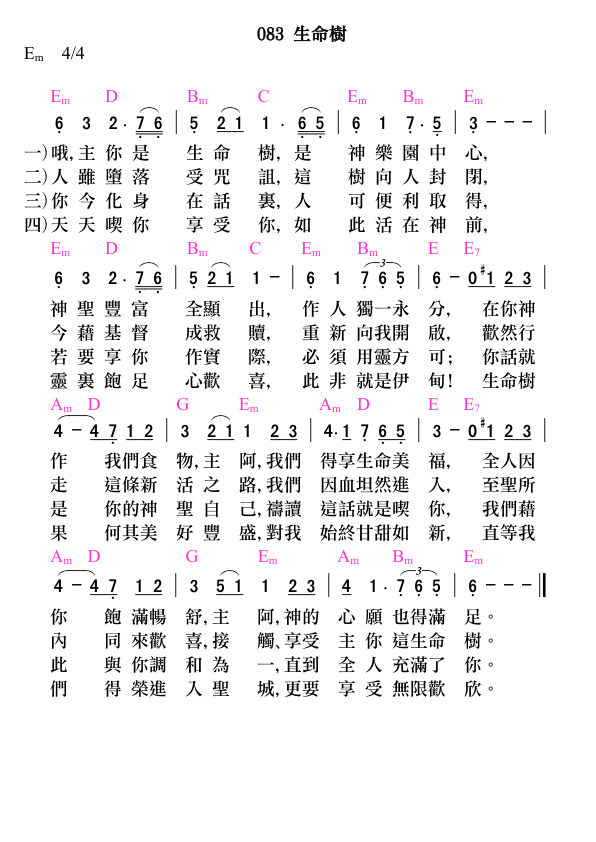 083 生命樹
Em 4/4
Em D Bm C Em Bm Em
6 3 2 · 7 6 | 5 2 1 1 · 6 5 | 6 1 7 · 5 | 3 － － － |
一)哦,主 你 是 生 命 樹, 是 神 樂 園 中 心,
二)人 雖 墮 落 受 咒 詛, 這 樹 向 人 封 閉,
三)你 今 化 身 在 話 裏, 人 可 便 利 取 得,
四)天 天 喫 你 享 受 你, 如 此 活 在 神 前,
Em D Bm C Em Bm E E7
6 3 2 · 7 6 | 5 2 1 1 － | 6 1 7 6 5 (3) | 6 － 0 #1 2 3 |
神 聖 豐 富 全顯 出, 作 人 獨一永 分, 在你神
今 藉 基 督 成救 贖, 重 新 向我開 啟, 歡然行
若 要 享 你 作實 際, 必 須 用靈方 可; 你話就
靈 裏 飽 足 心歡 喜, 此 非 就是伊 甸! 生命樹
Am D G Em Am D E E7
4 － 4 7 1 2 | 3 2 1 1 2 3 | 4 · 1 7 6 5 | 3 － 0 #1 2 3 |
作 我們食 物,主 阿,我們 得享生命美 福, 全人因
走 這條新 活 之 路,我們 因血坦然進 入, 至聖所
是 你的神 聖 自 己,禱讀 這話就是喫 你, 我們藉
果 何其美 好 豐 盛,對我 始終甘甜如 新, 直等我
Am D G Em Am Bm Em
4 － 4 7 1 2 | 3 5 1 1 2 3 | 4 1 · 7 6 5 (3) | 6 － － － ‖
你 飽 滿暢 舒,主 阿,神的 心 願 也得滿 足。
內 同 來歡 喜,接 觸、享受 主 你 這生命 樹。
此 與 你調 和 為 一,直到 全 人 充滿了 你。
們 得 榮進 入 聖 城,更要 享 受 無限歡 欣。